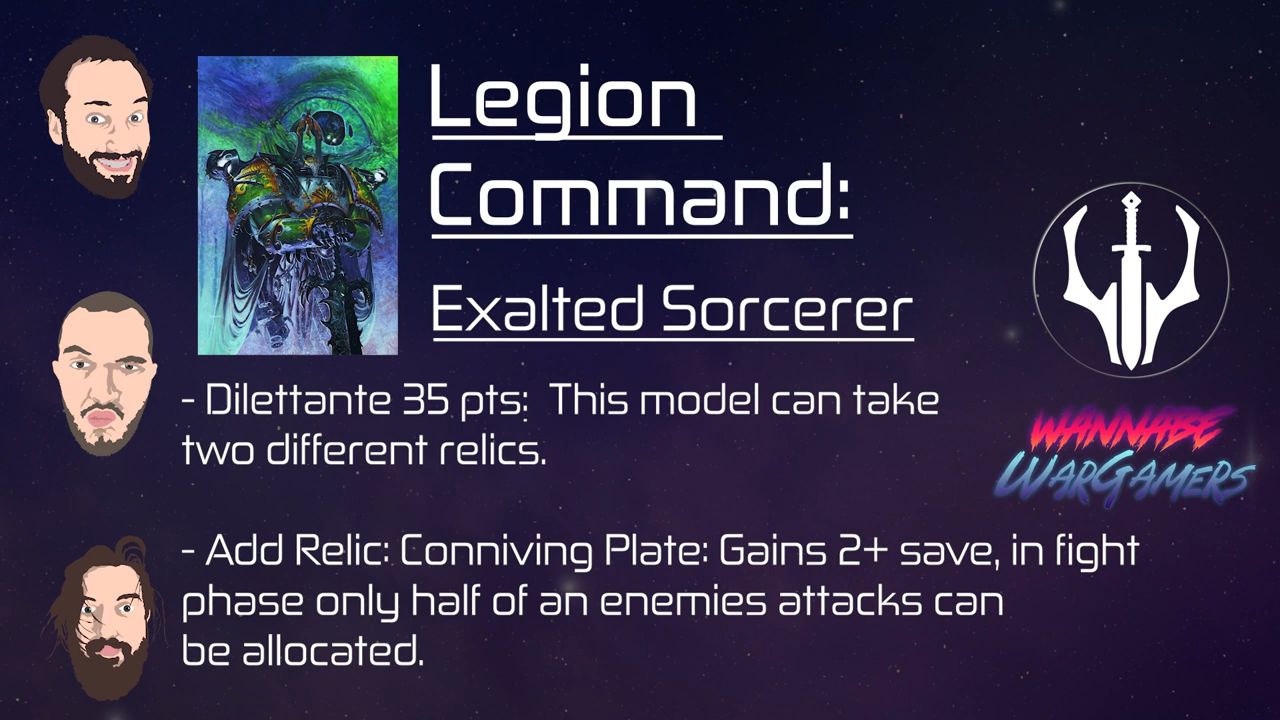 Legion
Command:
Exalted Sorcerer
- Dilettante 35 pts:  This model can take
two different relics.
- Add Relic: Conniving Plate: Gains 2+ save, in fight
phase only half of an enemies attacks can
be allocated.
WANNABE
WARGAMERS